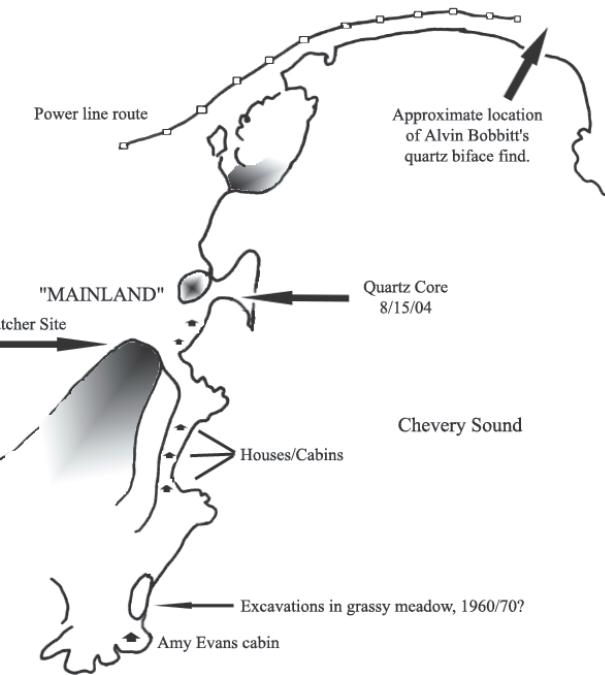 Power line route
Approximate location
of Alvin Bobbitt's
quartz biface find.
"MAINLAND"
Quartz Core
8/15/04
Site
Chevery Sound
Houses/Cabins
Excavations in grassy meadow, 1960/70?
Amy Evans cabin